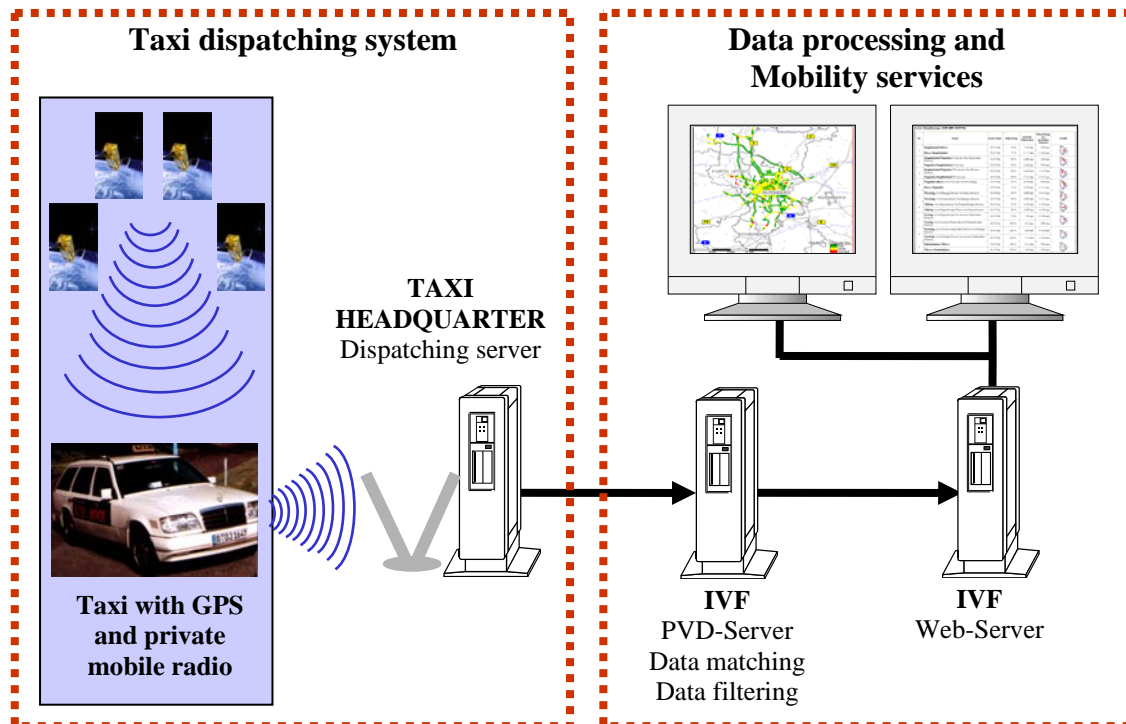 Taxi dispatching system
TAXI
HEADQUARTER
Dispatching server
Taxi with GPS
and private
mobile radio
Data processing and
Mobility services
IVF
PVD-Server
Data matching
Data filtering
IVF
Web-Server